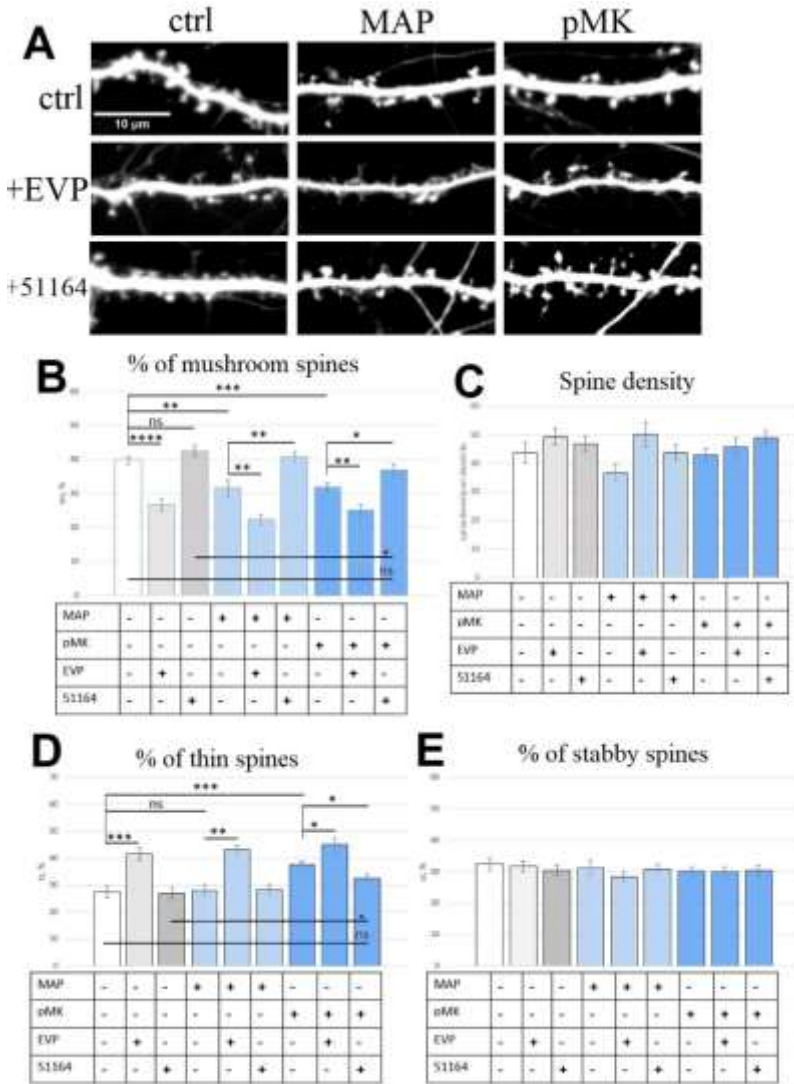 A
ctrl MAP pMK
ctrl
10 µm
+EVP
+51164
B
% of mushroom spines
***
**
ns
****
**
**
*
**
*
ns
MAP - - - + + + - - -
pMK - - - - - - + + +
EVP - + - - + - - + -
51164 - - + - - + - - +
C
Spine density
MAP - - - + + + - - -
pMK - - - - - - + + +
EVP - + - - + - - + -
51164 - - + - - + - - +
D
% of thin spines
***
ns
*
***
**
*
*
ns
MAP - - - + + + - - -
pMK - - - - - - + + +
EVP - + - - + - - + -
51164 - - + - - + - - +
E
% of stabby spines
MAP - - - + + + - - -
pMK - - - - - - + + +
EVP - + - - + - - + -
51164 - - + - - + - - +